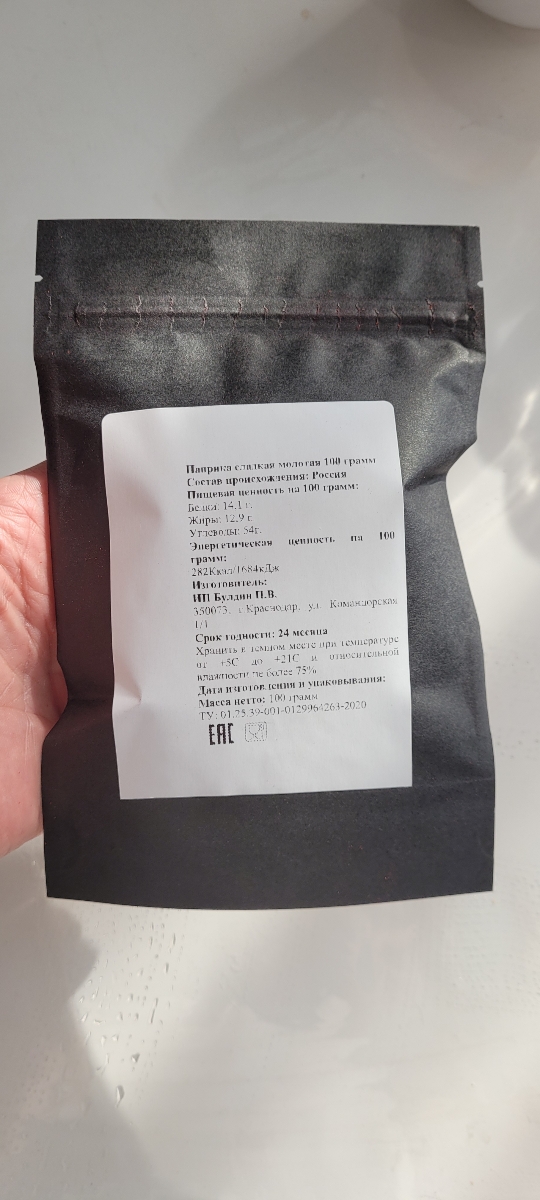 Паприка сладкая молотая 100 грамм
Состав происхождения: Россия
Пищевая ценность на 100 грамм:
Белки: 14.1 г.
Жиры: 12.9 г.
Углеводы: 54г.
Энергетическая ценность на 100
грамм:
282Ккал/1684кДж
Изготовитель:
ИП Булдин П.В.
350073, г.Краснодар, ул. Командорская
1/1
Срок годности: 24 месяца
Хранить в темном месте при температуре
от +5С до +21С и относительной
влажности не более 75%
Дата изготовления и упаковывания:
Масса нетто: 100 грамм
ТУ: 01.25.39-001-0129964263-2020
ЕАС